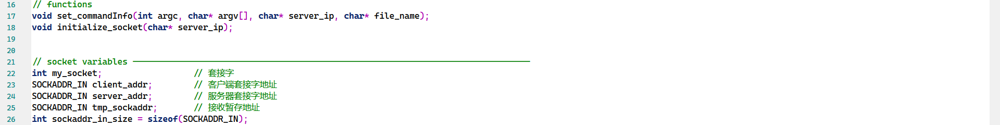 16 // functions
17 void set_commandInfo(int argc, char* argv[], char* server_ip, char* file_name);
18 void initialize_socket(char* server_ip);
19
20
21 // socket variables -------------------------------------------------------------------------------
22 int my_socket; // 套接字
23 SOCKADDR_IN client_addr; // 客户端套接字地址
24 SOCKADDR_IN server_addr; // 服务器套接字地址
25 SOCKADDR_IN tmp_sockaddr; // 接收暂存地址
26 int sockaddr_in_size = sizeof(SOCKADDR_IN);